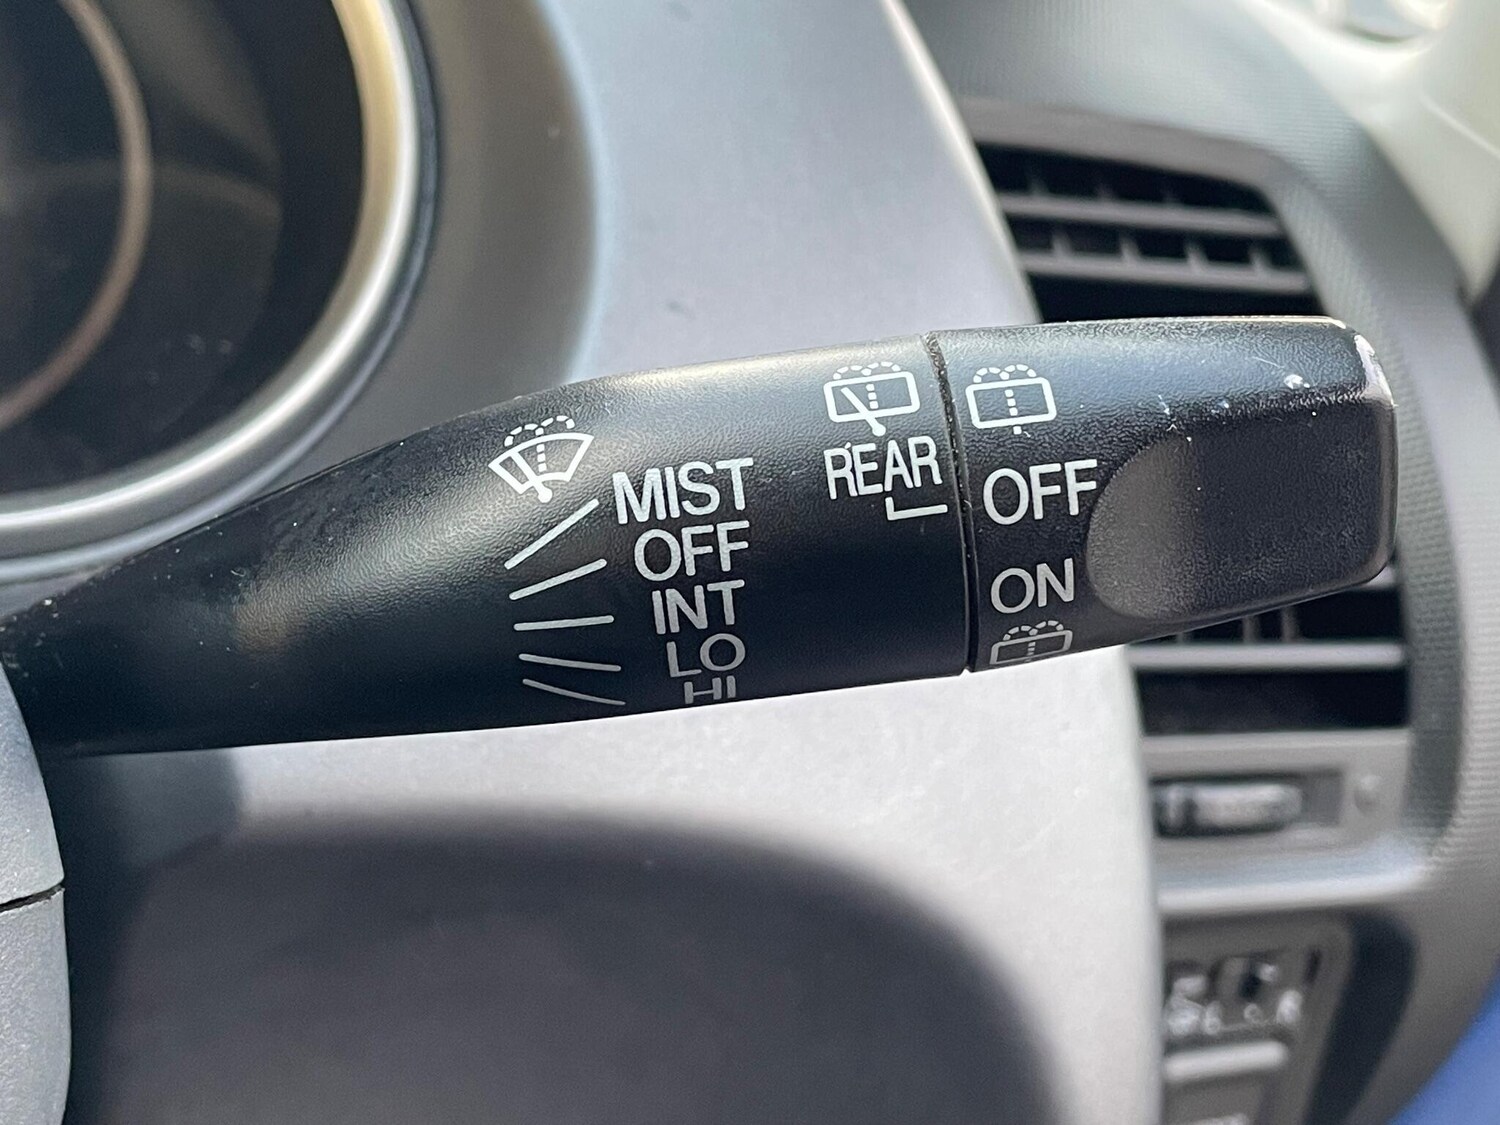 MIST
OFF
INT
LO
HI
REAR
OFF
ON